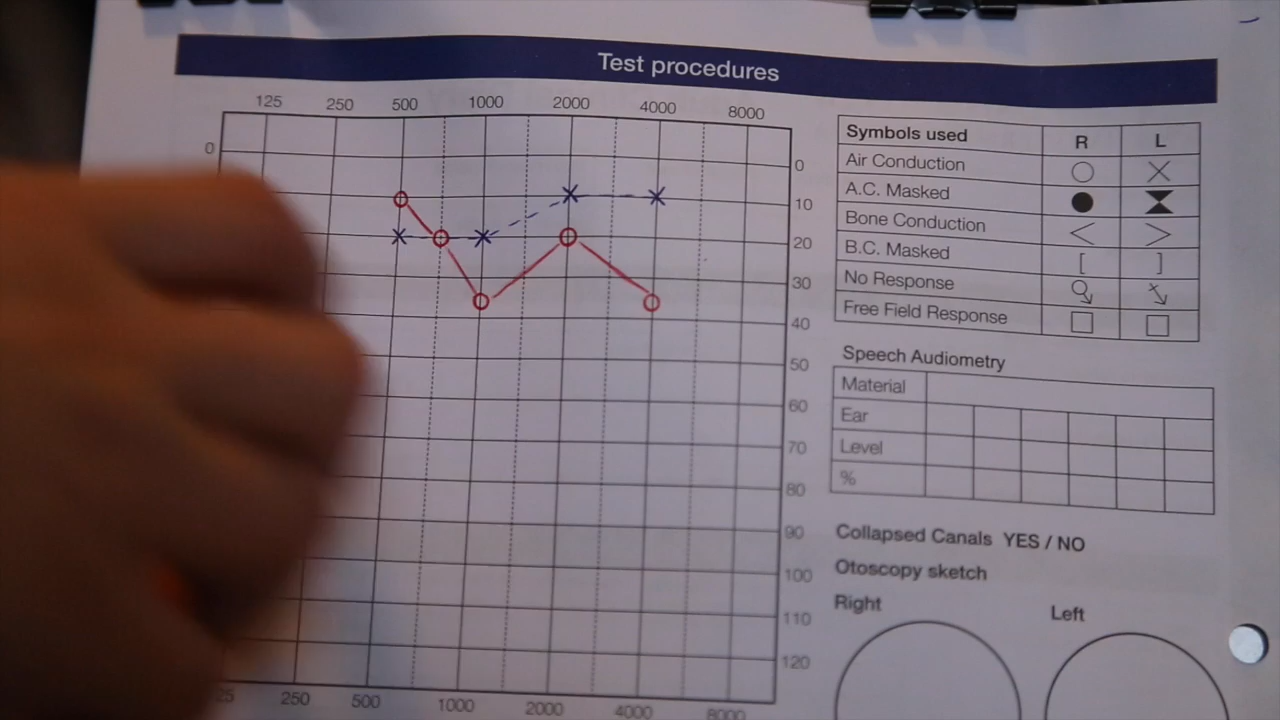 Test procedures
125 250 500 1000 2000 4000 8000
0
0
10
20
30
40
50
60
70
80
90
100
110
120
250 500 1000 2000 4000 8000
Symbols used R L
Air Conduction
A.C. Masked
Bone Conduction < >
B.C. Masked [ ]
No Response
Free Field Response
Speech Audiometry
Material
Ear
Level
%
Collapsed Canals YES / NO
Otoscopy sketch
Right Left